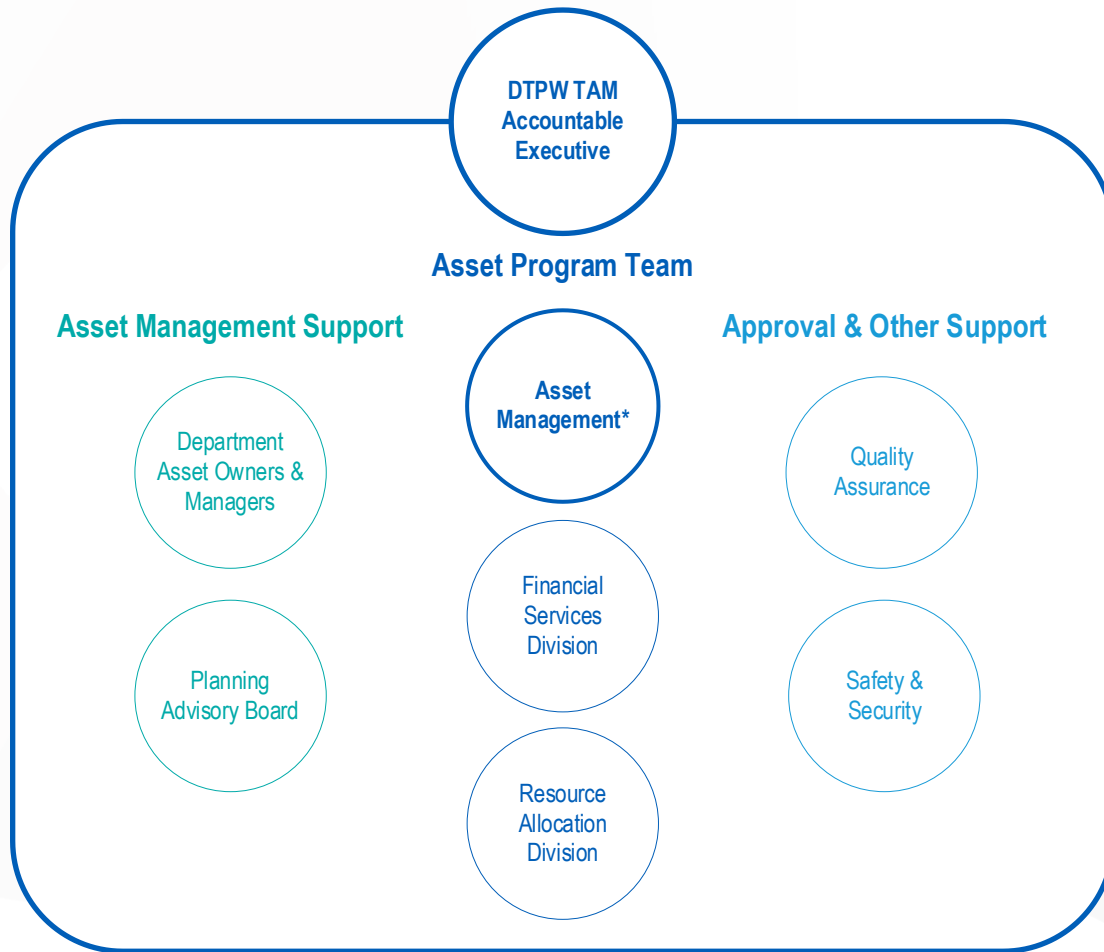 DTPW TAM
Accountable
Executive
Asset Program Team
Asset Management Support
Department
Asset Owners &
Managers
Planning
Advisory Board
Asset
Management*
Financial
Services
Division
Resource
Allocation
Division
Approval & Other Support
Quality
Assurance
Safety &
Security